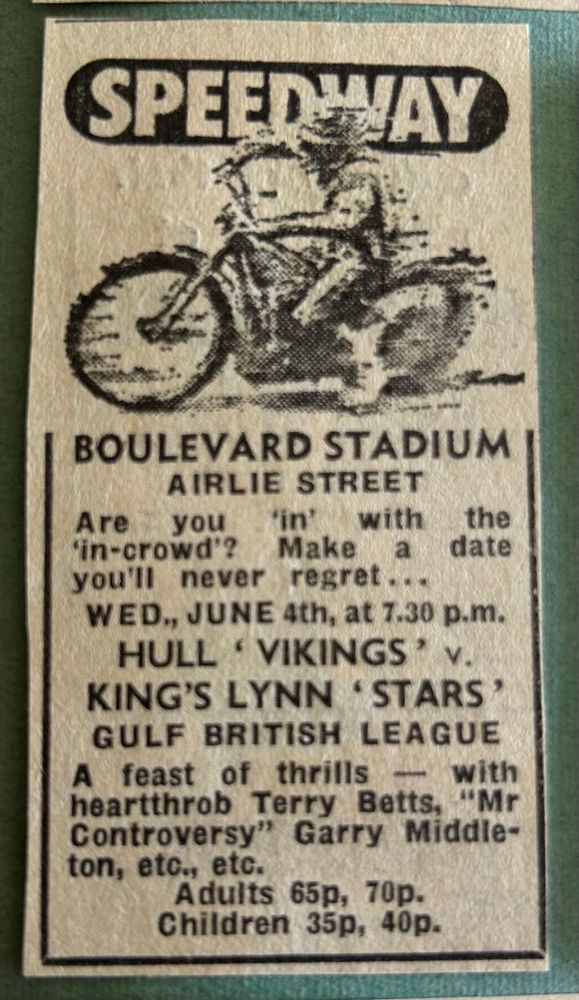 SPEEDWAY
BOULEVARD STADIUM
AIRLIE STREET
Are you 'in' with the
'in-crowd'? Make a date
you'll never regret...
WED., JUNE 4th, at 7.30 p.m.
HULL 'VIKINGS' v.
KING'S LYNN 'STARS'
GULF BRITISH LEAGUE
A feast of thrills — with
heartthrob Terry Betts, "Mr
Controversy" Garry Middle-
ton, etc., etc.
Adults 65p, 70p.
Children 35p, 40p.